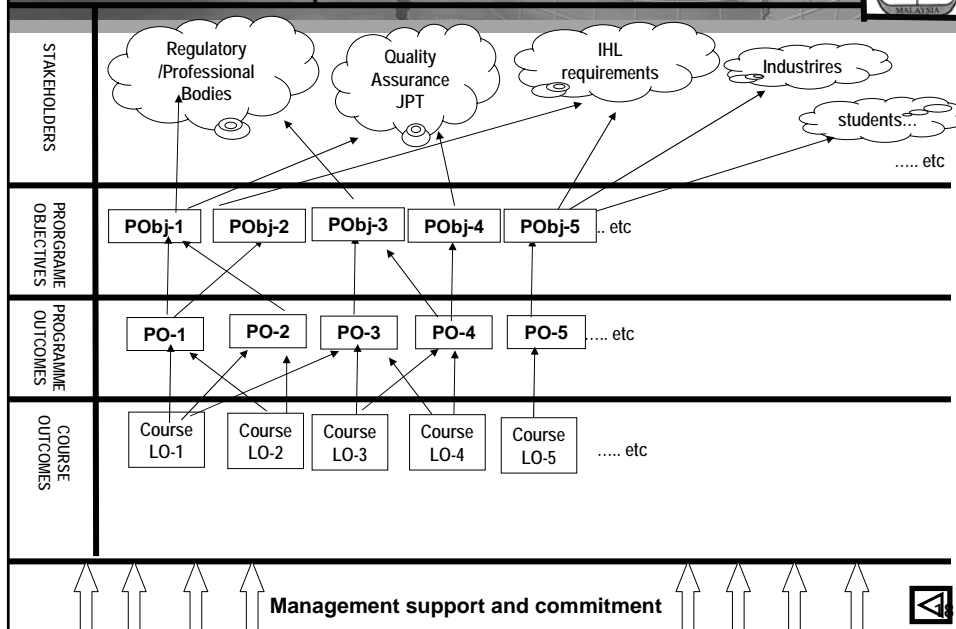 MALAYSIA
STAKEHOLDERS
Regulatory
/Professional
Bodies
Quality
Assurance
JPT
IHL
requirements
Industrires
students...
..... etc
PRORGRAME
OBJECTIVES
PObj-1
PObj-2
PObj-3
PObj-4
PObj-5
.. etc
PROGRAMME
OUTCOMES
PO-1
PO-2
PO-3
PO-4
PO-5
..... etc
COURSE
OUTCOMES
Course
LO-1
Course
LO-2
Course
LO-3
Course
LO-4
Course
LO-5
..... etc
Management support and commitment
18